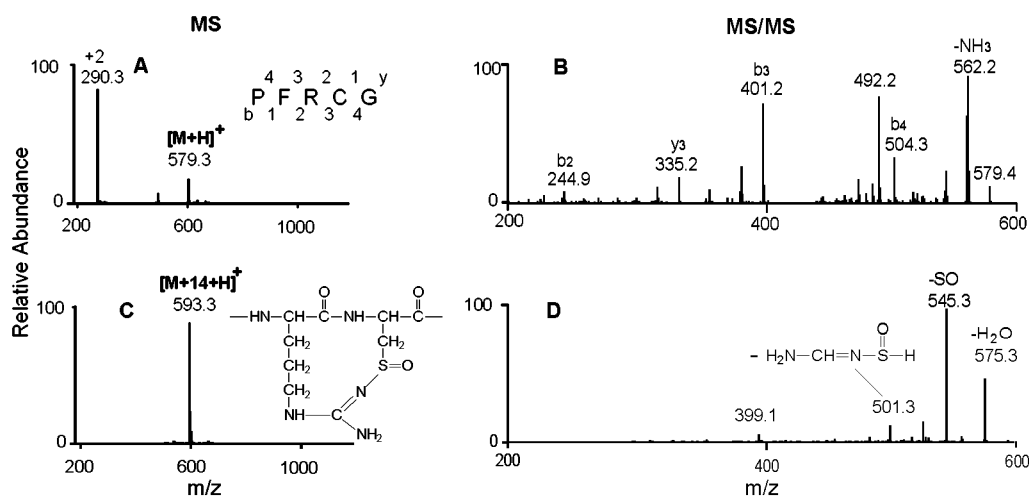 MS
MS/MS
Relative Abundance
A
100
0
200 600 1000
+2
290.3
[M+H]+
579.3
4 3 2 1 y
P F R C G
b 1 2 3 4
B
100
0
200 400 600
b2
244.9
y3
335.2
b3
401.2
492.2
b4
504.3
-NH3
562.2
579.4
C
100
0
200 600 1000
m/z
[M+14+H]+
593.3
O O
—HN—CH—C—NH—CH—C—
CH2 CH2
CH2 S=O
CH2 N
NH—C
NH2
D
100
0
200 400 600
m/z
-SO
545.3
-H2O
575.3
O
- H2N—CH=N—S—H
399.1
501.3